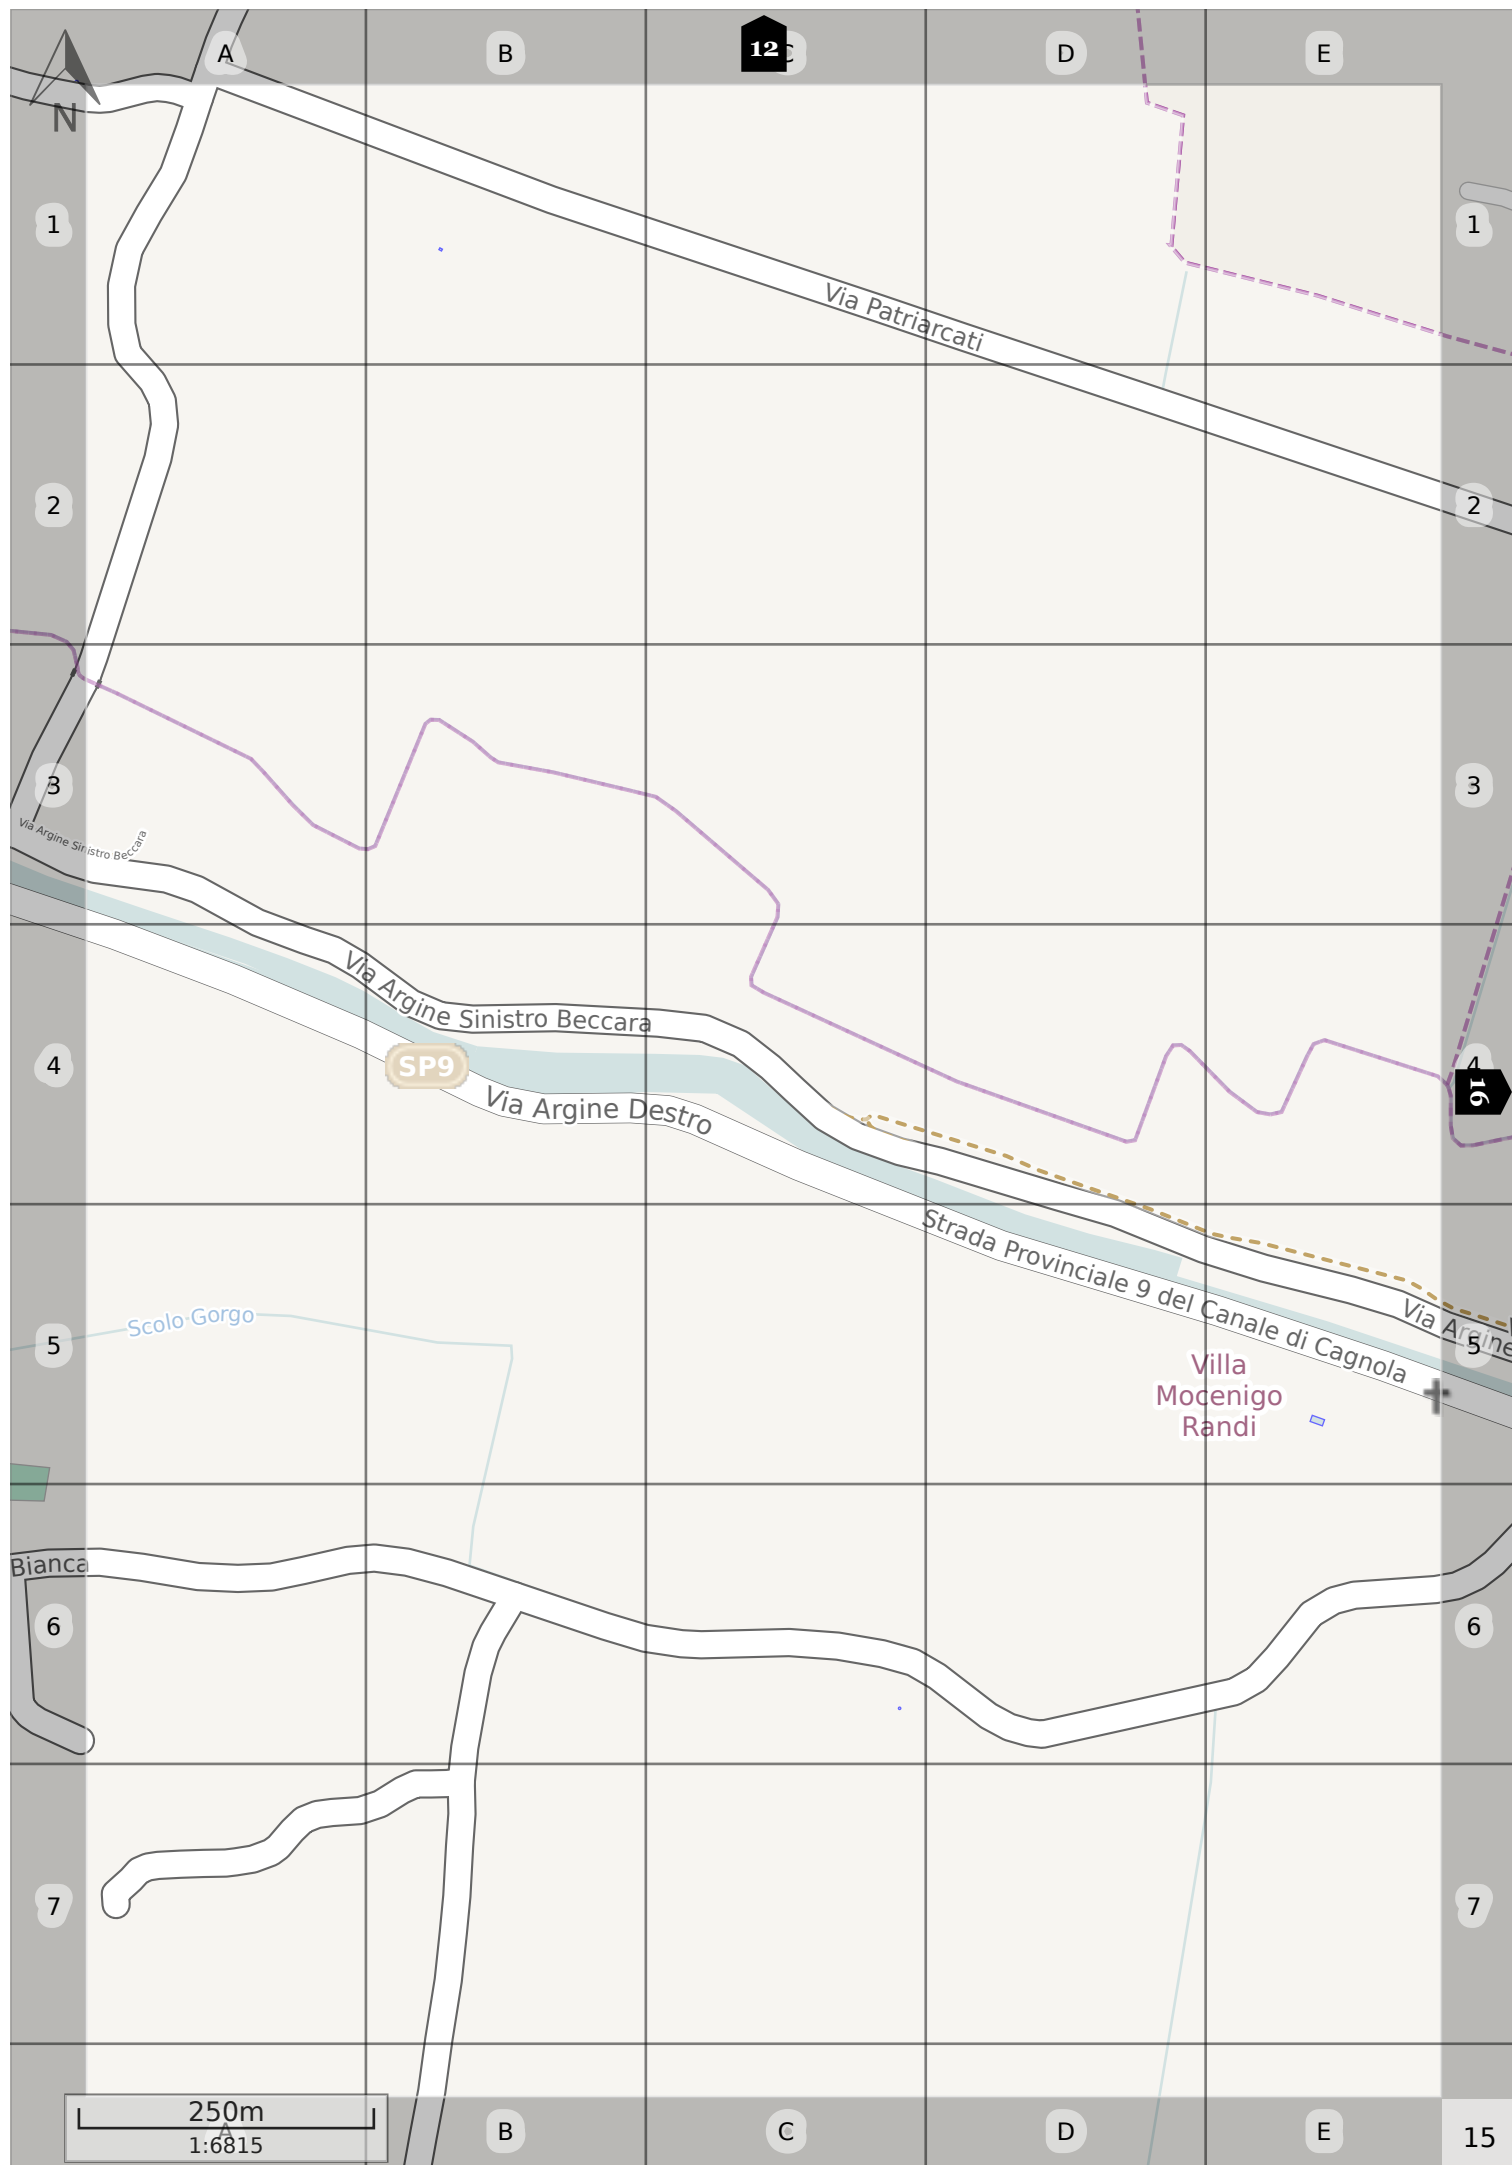 A
B
12
C
D
E
N
1
1
Via Patriarcati
2
2
3
3
Via Argine Sinistro Beccara
Via Argine Sinistro Beccara
4
4
SP9
16
Via Argine Destro
Strada Provinciale 9 del Canale di Cagnola
Via Argine
Scolo Gorgo
5
5
Villa
Mocenigo
Randi
Bianca
6
6
7
7
250m
1:6815
A
B
C
D
E
15